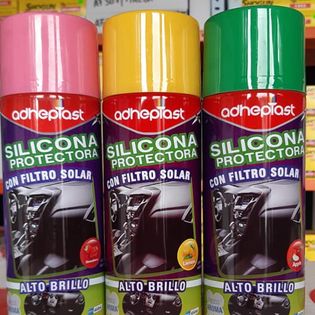 adheplast
SILICONA
PROTECTORA
CON FILTRO SOLAR
ALTO BRILLO
adheplast
SILICONA
PROTECTORA
CON FILTRO SOLAR
ALTO BRILLO
adheplast
SILICONA
PROTECTORA
CON FILTRO SOLAR
Apple
ALTO BRILLO